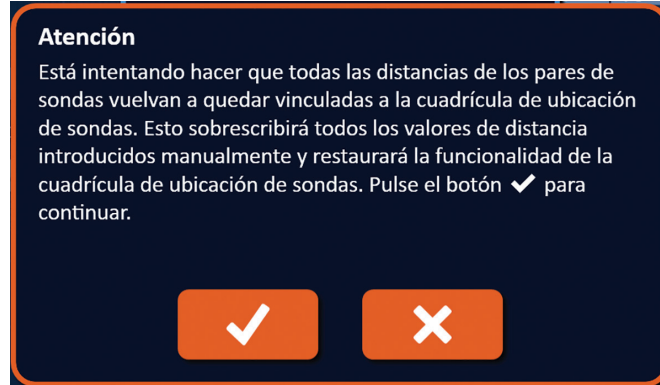 Atención
Está intentando hacer que todas las distancias de los pares de
sondas vuelvan a quedar vinculadas a la cuadrícula de ubicación
de sondas. Esto sobrescribirá todos los valores de distancia
introducidos manualmente y restaurará la funcionalidad de la
cuadrícula de ubicación de sondas. Pulse el botón ✔ para
continuar.